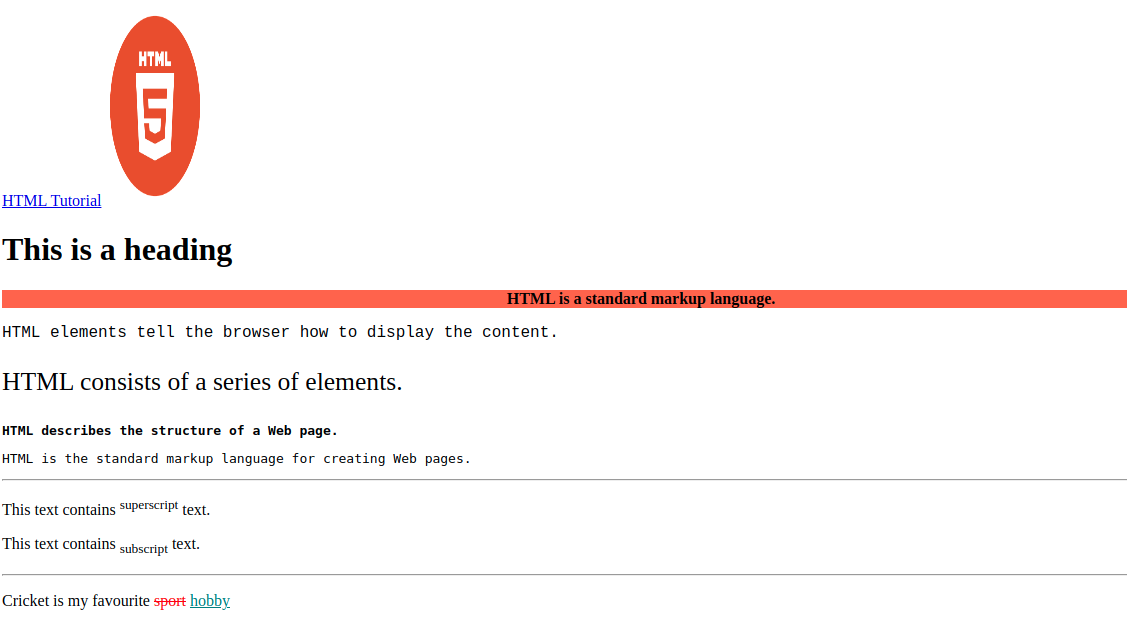 HTML
5
HTML Tutorial
This is a heading
HTML is a standard markup language.
HTML elements tell the browser how to display the content.
HTML consists of a series of elements.
HTML describes the structure of a Web page.
HTML is the standard markup language for creating Web pages.
This text contains superscript text.
This text contains subscript text.
Cricket is my favourite sport hobby